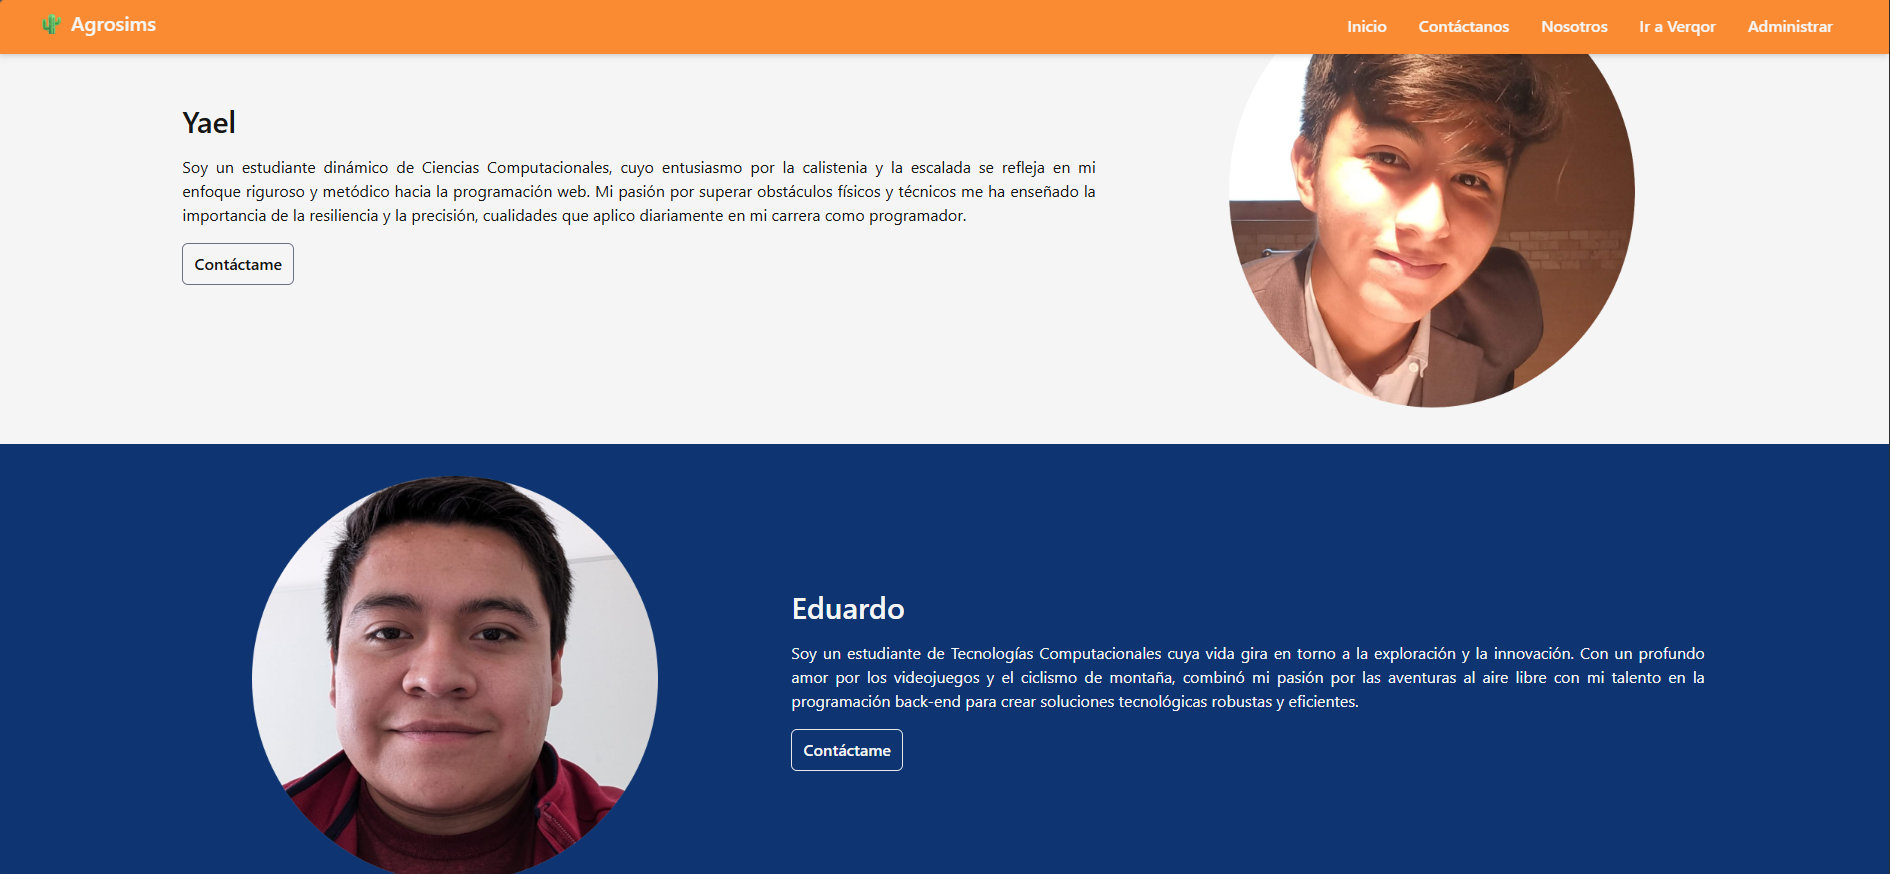 Agrosims
Inicio Contáctanos Nosotros Ir a Verqor Administrar
Yael
Soy un estudiante dinámico de Ciencias Computacionales, cuyo entusiasmo por la calistenia y la escalada se refleja en mi
enfoque riguroso y metódico hacia la programación web. Mi pasión por superar obstáculos físicos y técnicos me ha enseñado la
importancia de la resiliencia y la precisión, cualidades que aplico diariamente en mi carrera como programador.
Contáctame
Eduardo
Soy un estudiante de Tecnologías Computacionales cuya vida gira en torno a la exploración y la innovación. Con un profundo
amor por los videojuegos y el ciclismo de montaña, combinó mi pasión por las aventuras al aire libre con mi talento en la
programación back-end para crear soluciones tecnológicas robustas y eficientes.
Contáctame